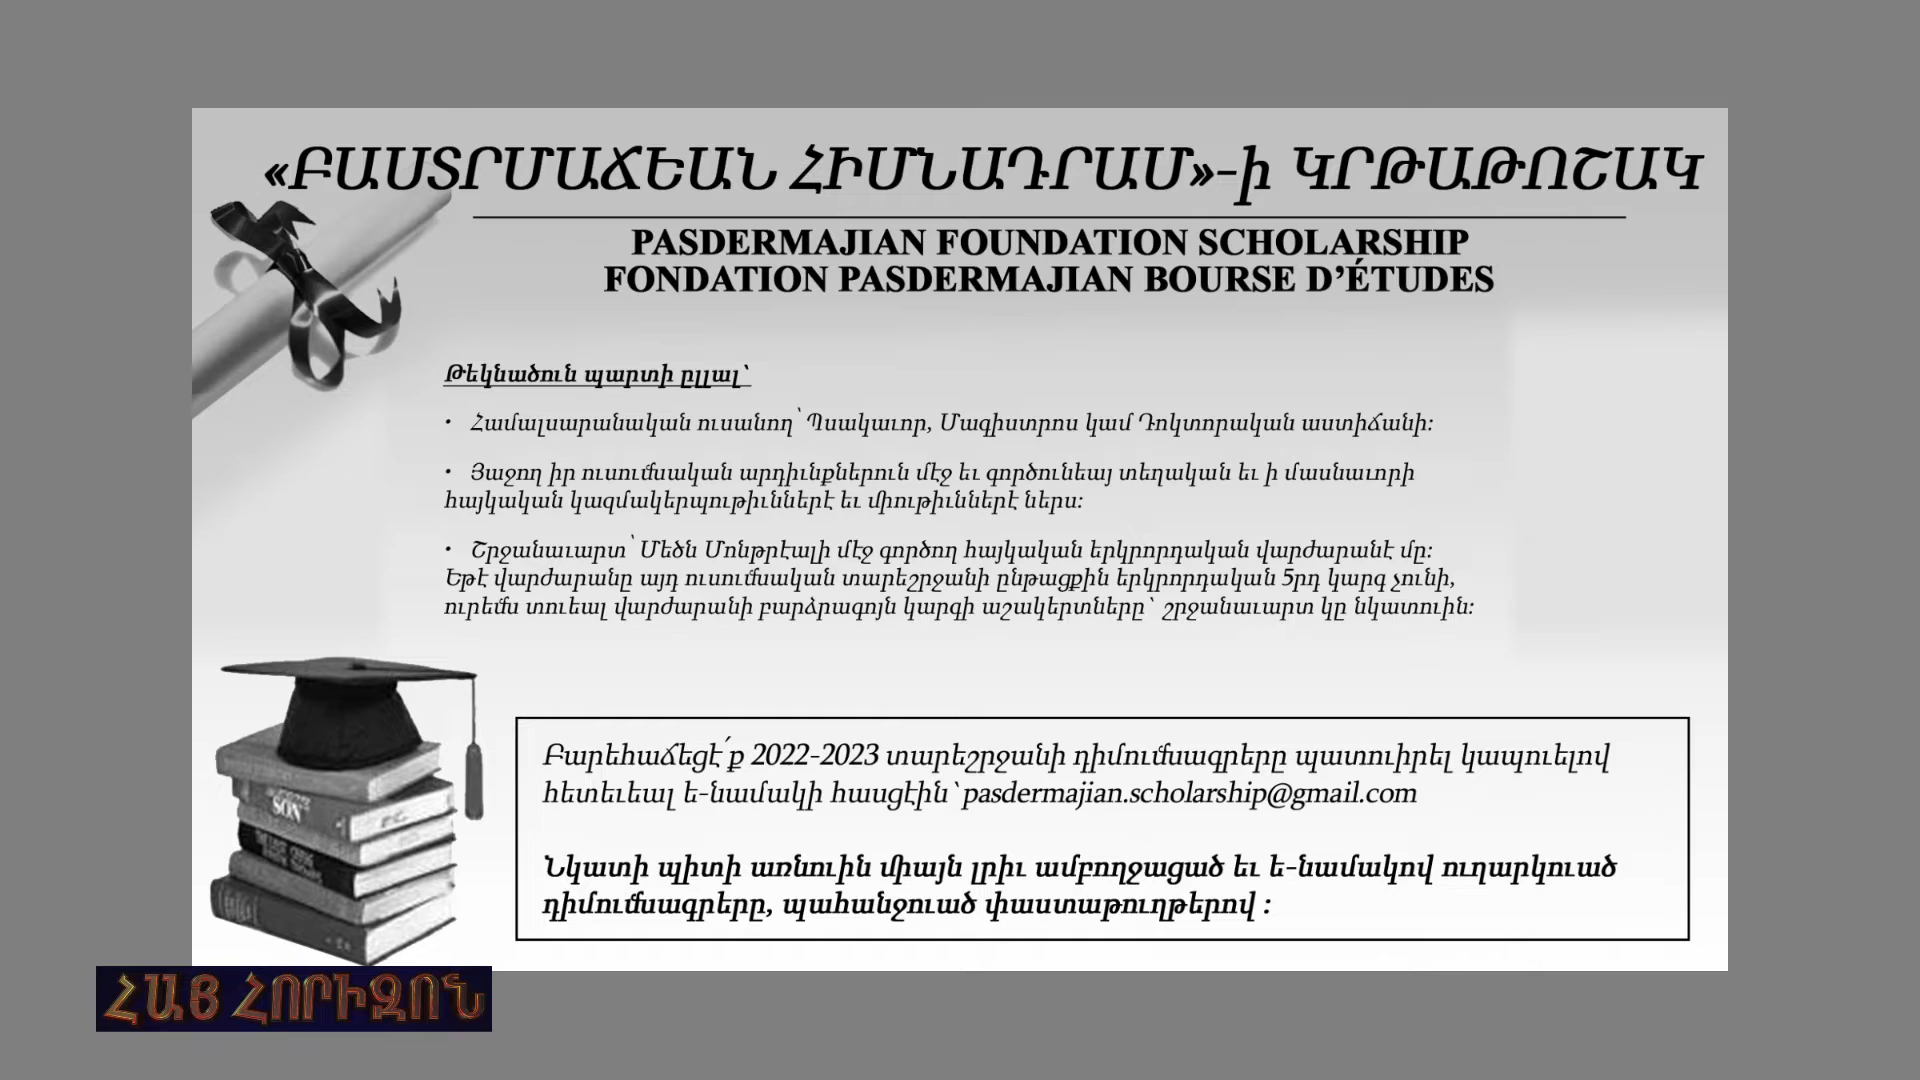 «ԲԱՍՏՐՄԱՃԵԱՆ ՀԻՄՆԱԴՐԱՄ»-ի ԿՐԹԱԹՈՇԱԿ
PASDERMAJIAN FOUNDATION SCHOLARSHIP
FONDATION PASDERMAJIAN BOURSE D’ÉTUDES
Թեկնածուն պարտի ըլլալ՝
• Համալսարանական ուսանող՝ Պսակաւոր, Մագիստրոս կամ Դոկտորական աստիճանի։
• Յաջող իր ուսումնական արդիւնքներուն մէջ եւ գործունեայ տեղական եւ ի մասնաւորի
հայկական կազմակերպութիւններէ եւ միութիւններէ ներս։
• Շրջանաւարտ՝ Մեծն Մոնթրէալի մէջ գործող հայկական երկրորդական վարժարանէ մը։
Եթէ վարժարանը այդ ուսումնական տարեշրջանի ընթացքին երկրորդական 5րդ կարգ չունի,
ուրեմն տուեալ վարժարանի բարձրագոյն կարգի աշակերտները՝ շրջանաւարտ կը նկատուին։
Բարեհաճեցէ՛ք 2022-2023 տարեշրջանի դիմումնագրերը պատուիրել կապուելով
հետեւեալ ե-նամակի հասցէին՝ pasdermajian.scholarship@gmail.com
Նկատի պիտի առնուին միայն լրիւ ամբողջացած եւ ե-նամակով ուղարկուած
դիմումնագրերը, պահանջուած փաստաթուղթերով :
SON
ՀԱՅ ՀՈՐԻԶՈՆ